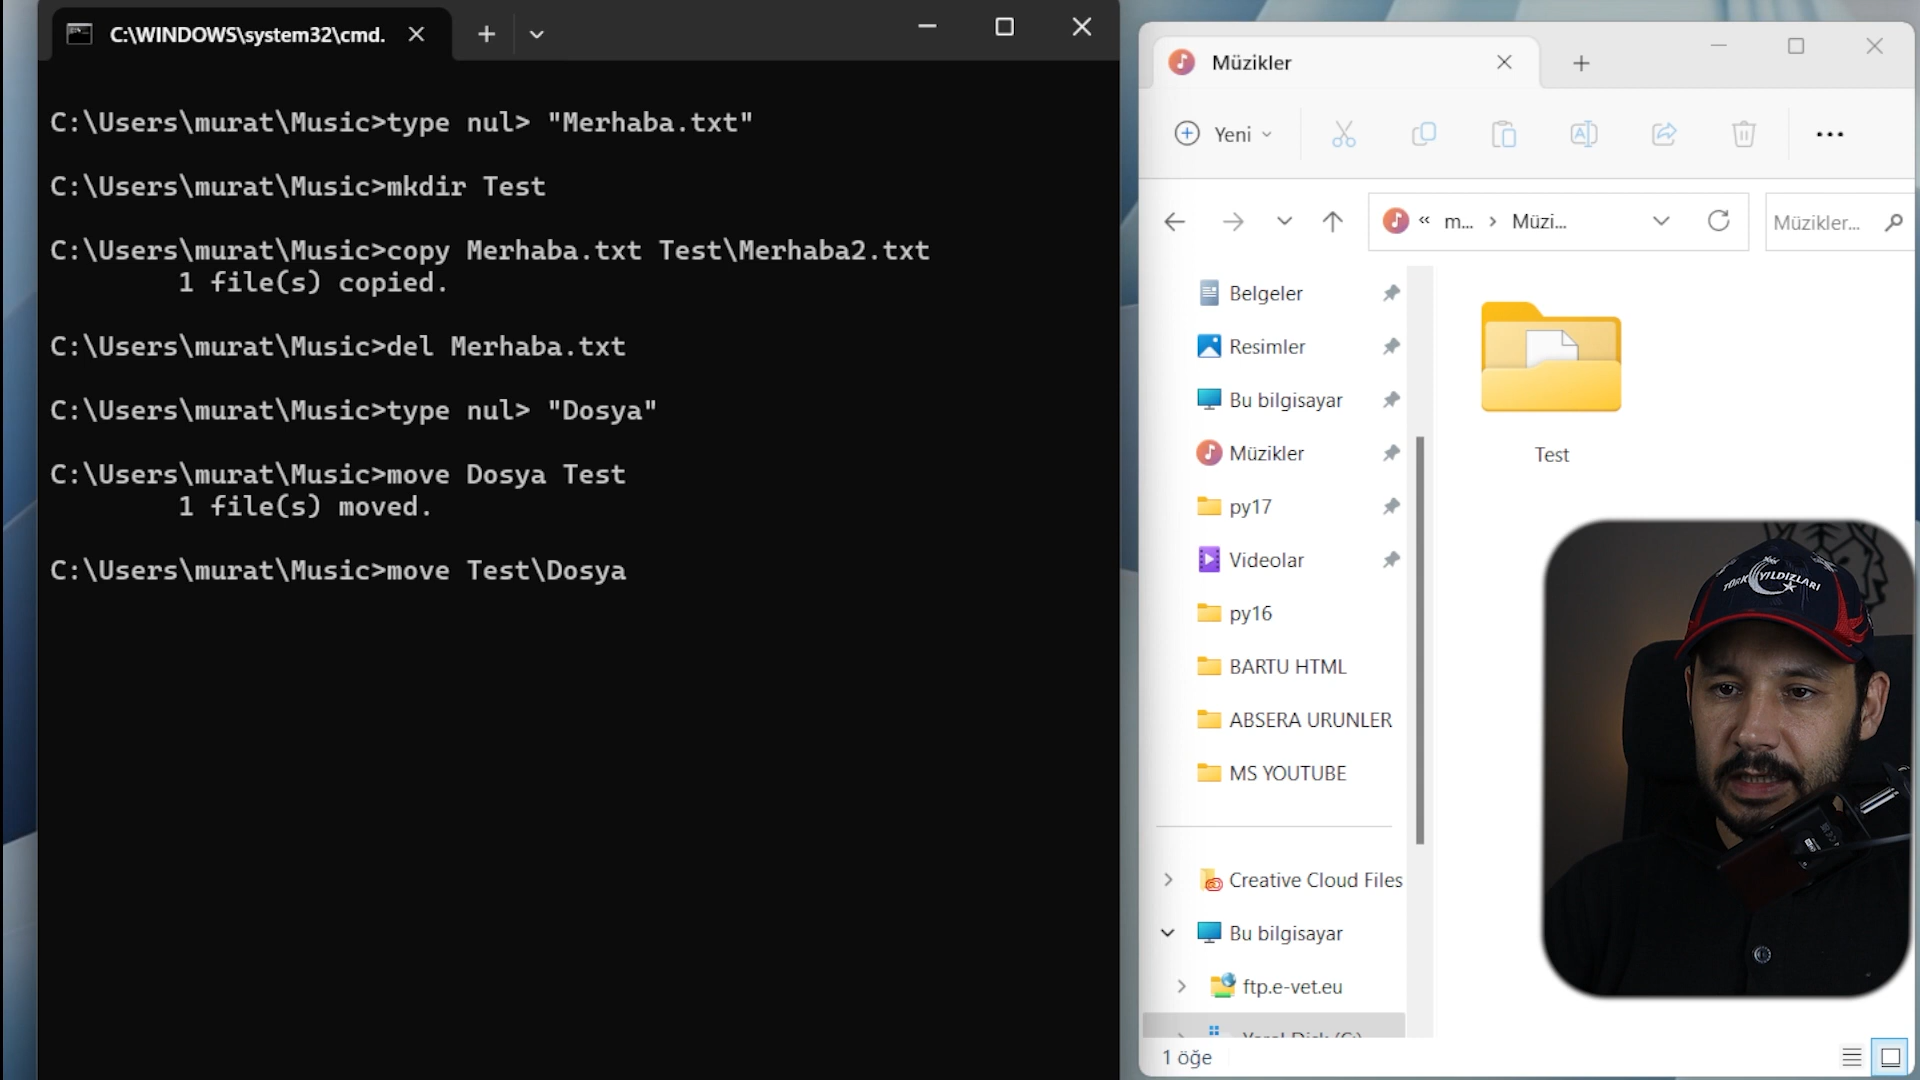 C:\WINDOWS\system32\cmd.
C:\Users\murat\Music>type nul> "Merhaba.txt"
C:\Users\murat\Music>mkdir Test
C:\Users\murat\Music>copy Merhaba.txt Test\Merhaba2.txt
1 file(s) copied.
C:\Users\murat\Music>del Merhaba.txt
C:\Users\murat\Music>type nul> "Dosya"
C:\Users\murat\Music>move Dosya Test
1 file(s) moved.
C:\Users\murat\Music>move Test\Dosya
Müzikler
Yeni
« m... > Müzi...
Müzikler...
Belgeler
Resimler
Bu bilgisayar
Müzikler
py17
Videolar
py16
BARTU HTML
ABSERA URUNLER
MS YOUTUBE
Creative Cloud Files
Bu bilgisayar
ftp.e-vet.eu
Yerel Disk (C:)
1 öğe
Test
TÜRK YILDIZLARI